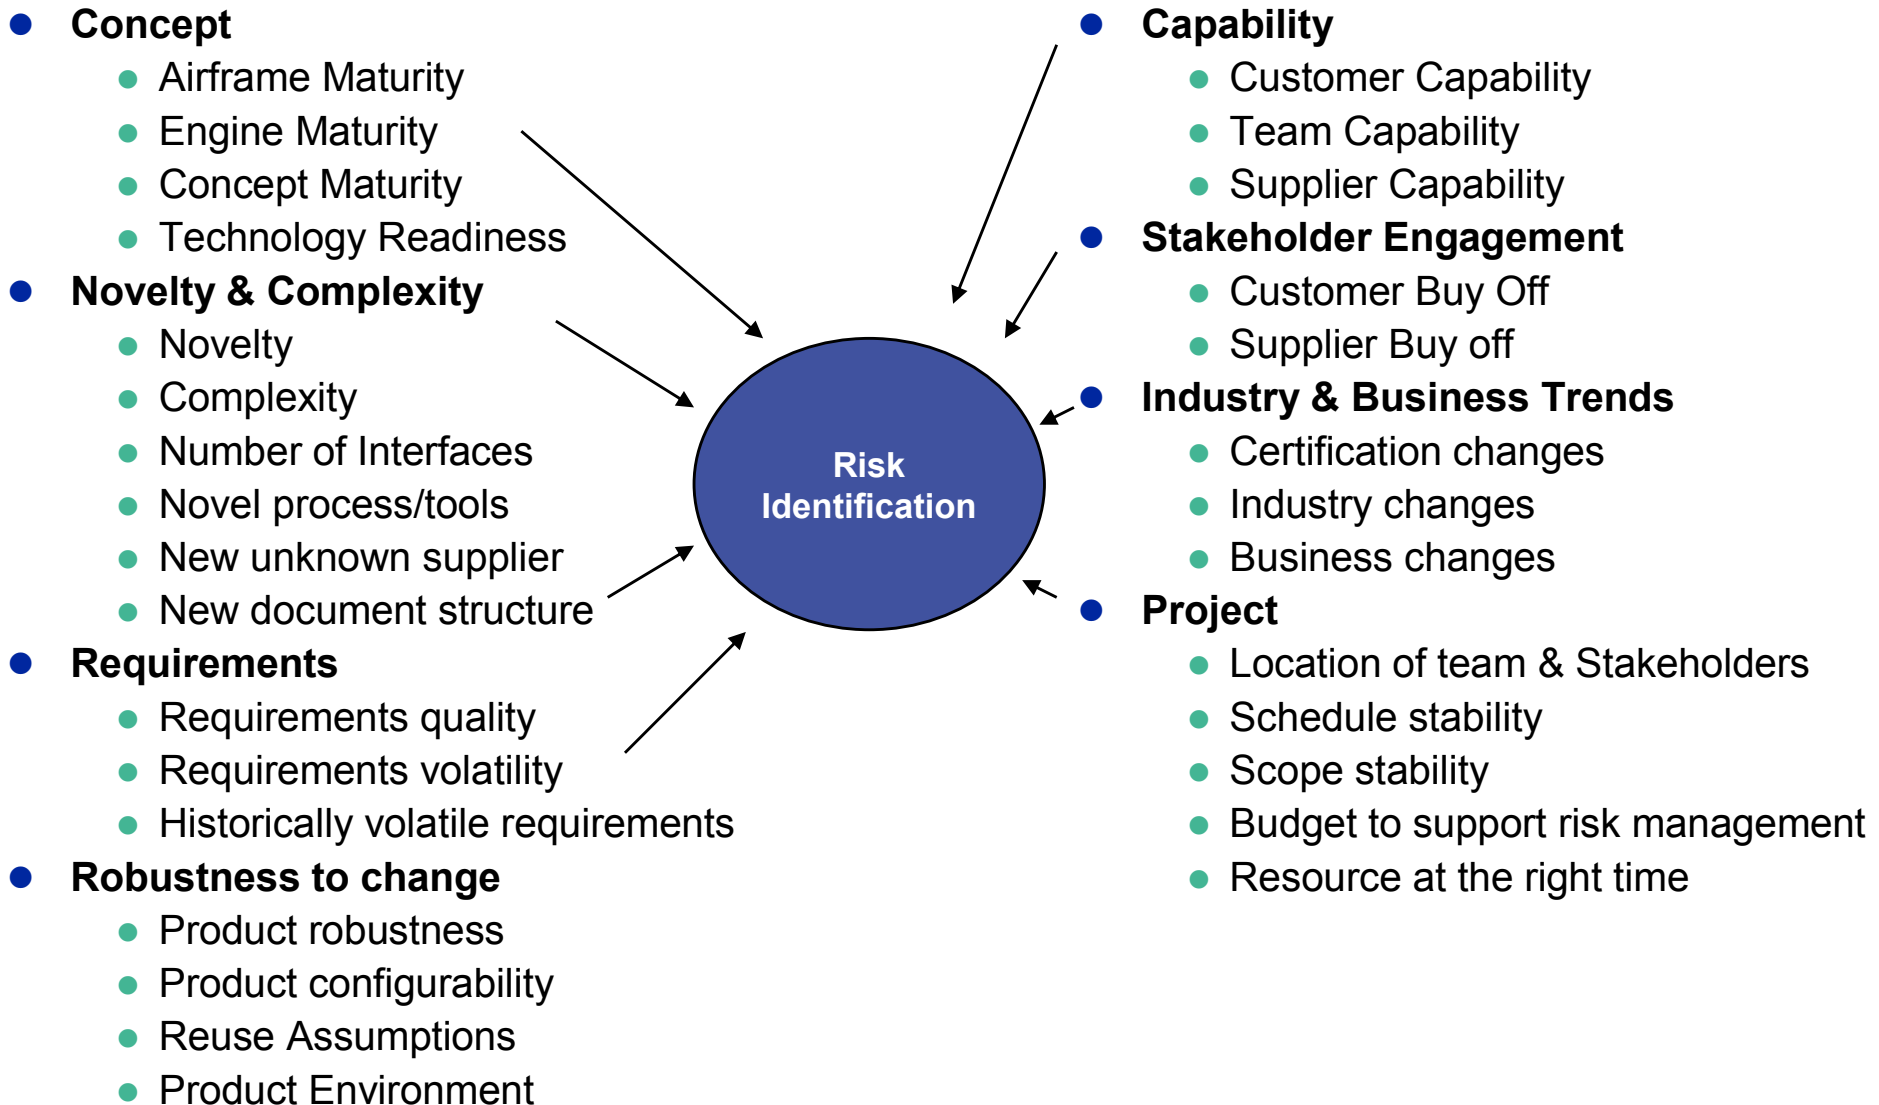 Concept
Airframe Maturity
Engine Maturity
Concept Maturity
Technology Readiness
Novelty & Complexity
Novelty
Complexity
Number of Interfaces
Novel process/tools
New unknown supplier
New document structure
Requirements
Requirements quality
Requirements volatility
Historically volatile requirements
Robustness to change
Product robustness
Product configurability
Reuse Assumptions
Product Environment
Risk
Identification
Capability
Customer Capability
Team Capability
Supplier Capability
Stakeholder Engagement
Customer Buy Off
Supplier Buy off
Industry & Business Trends
Certification changes
Industry changes
Business changes
Project
Location of team & Stakeholders
Schedule stability
Scope stability
Budget to support risk management
Resource at the right time